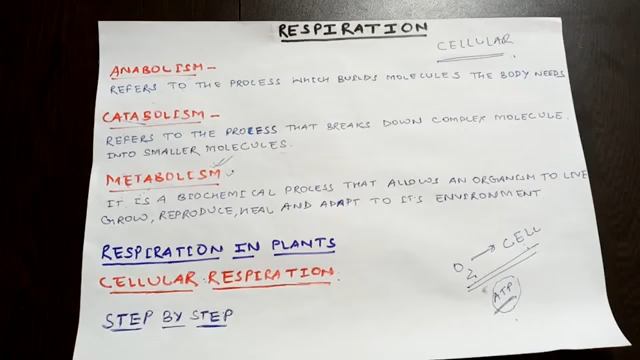 RESPIRATION
CELLULAR
ANABOLISM -
REFERS TO THE PROCESS WHICH BUILDS MOLECULES THE BODY NEEDS
CATABOLISM -
REFERS TO THE PROCESS THAT BREAKS DOWN COMPLEX MOLECULE.
INTO SMALLER MOLECULES.
METABOLISM :-
IT IS A BIOCHEMICAL PROCESS THAT ALLOWS AN ORGANISM TO LIVE
GROW, REPRODUCE, HEAL AND ADAPT TO IT'S ENVIRONMENT
RESPIRATION IN PLANTS
O2 → CELL
CELLULAR RESPIRATION
ATP
STEP BY STEP